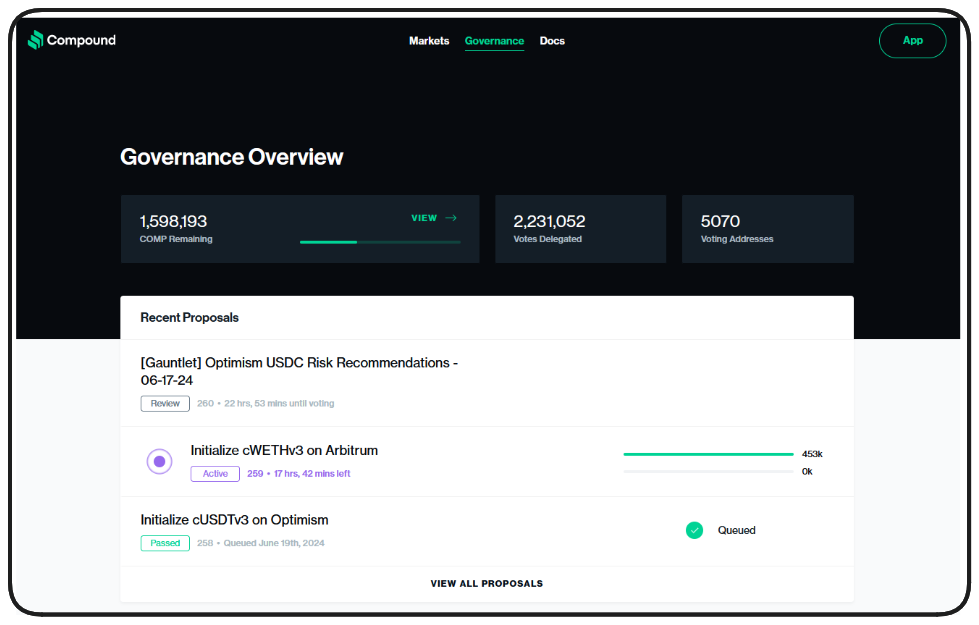 Compound
Markets Governance Docs
App
Governance Overview
1,598,193
COMP Remaining
VIEW →
2,231,052
Votes Delegated
5070
Voting Addresses
Recent Proposals
[Gauntlet] Optimism USDC Risk Recommendations -
06-17-24
Review 260 • 22 hrs, 53 mins until voting
Initialize cWETHv3 on Arbitrum
Active 259 • 17 hrs, 42 mins left
453k
0k
Initialize cUSDTv3 on Optimism
Passed 258 • Queued June 19th, 2024
Queued
VIEW ALL PROPOSALS